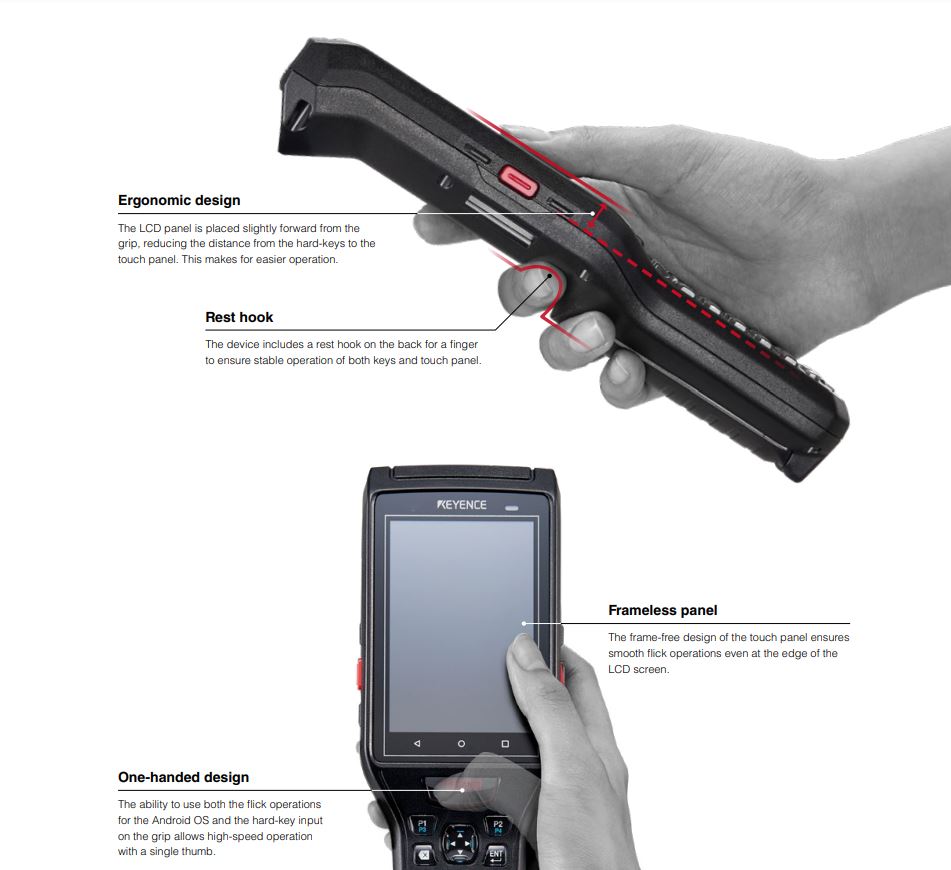 Ergonomic design
The LCD panel is placed slightly forward from the
grip, reducing the distance from the hard-keys to the
touch panel. This makes for easier operation.
Rest hook
The device includes a rest hook on the back for a finger
to ensure stable operation of both keys and touch panel.
KEYENCE
Frameless panel
The frame-free design of the touch panel ensures
smooth flick operations even at the edge of the
LCD screen.
One-handed design
The ability to use both the flick operations
for the Android OS and the hard-key input
on the grip allows high-speed operation
with a single thumb.
P1
P3
P2
P4
ENT